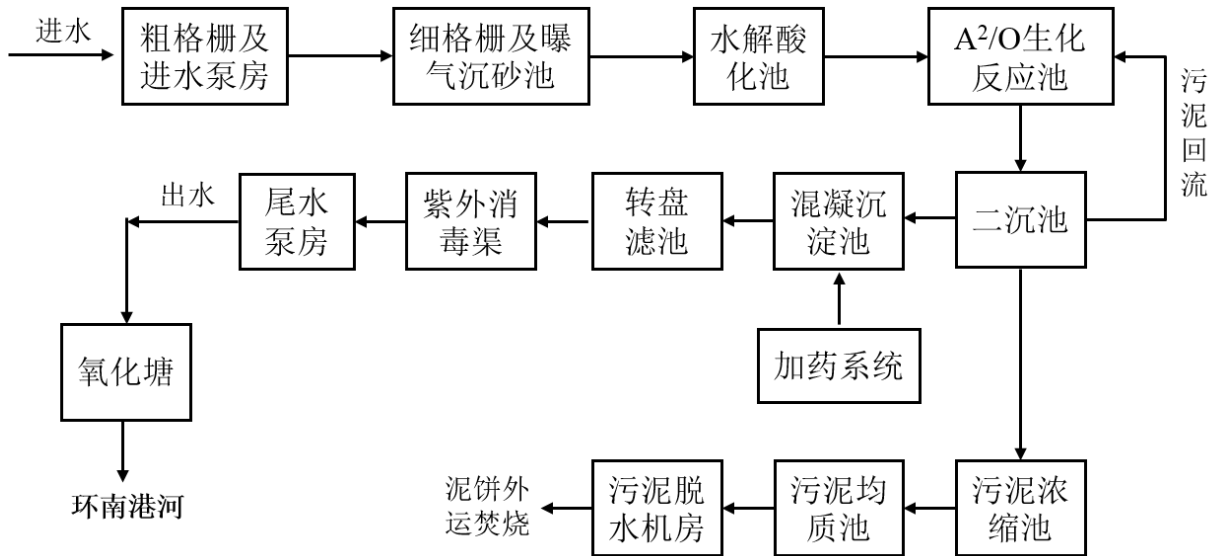 进水
粗格栅及
进水泵房
细格栅及曝
气沉砂池
水解酸
化池
A²/O生化
反应池
污
泥
回
流
出水
尾水
泵房
紫外消
毒渠
转盘
滤池
混凝沉
淀池
二沉池
氧化塘
加药系统
环南港河
泥饼外
运焚烧
污泥脱
水机房
污泥均
质池
污泥浓
缩池